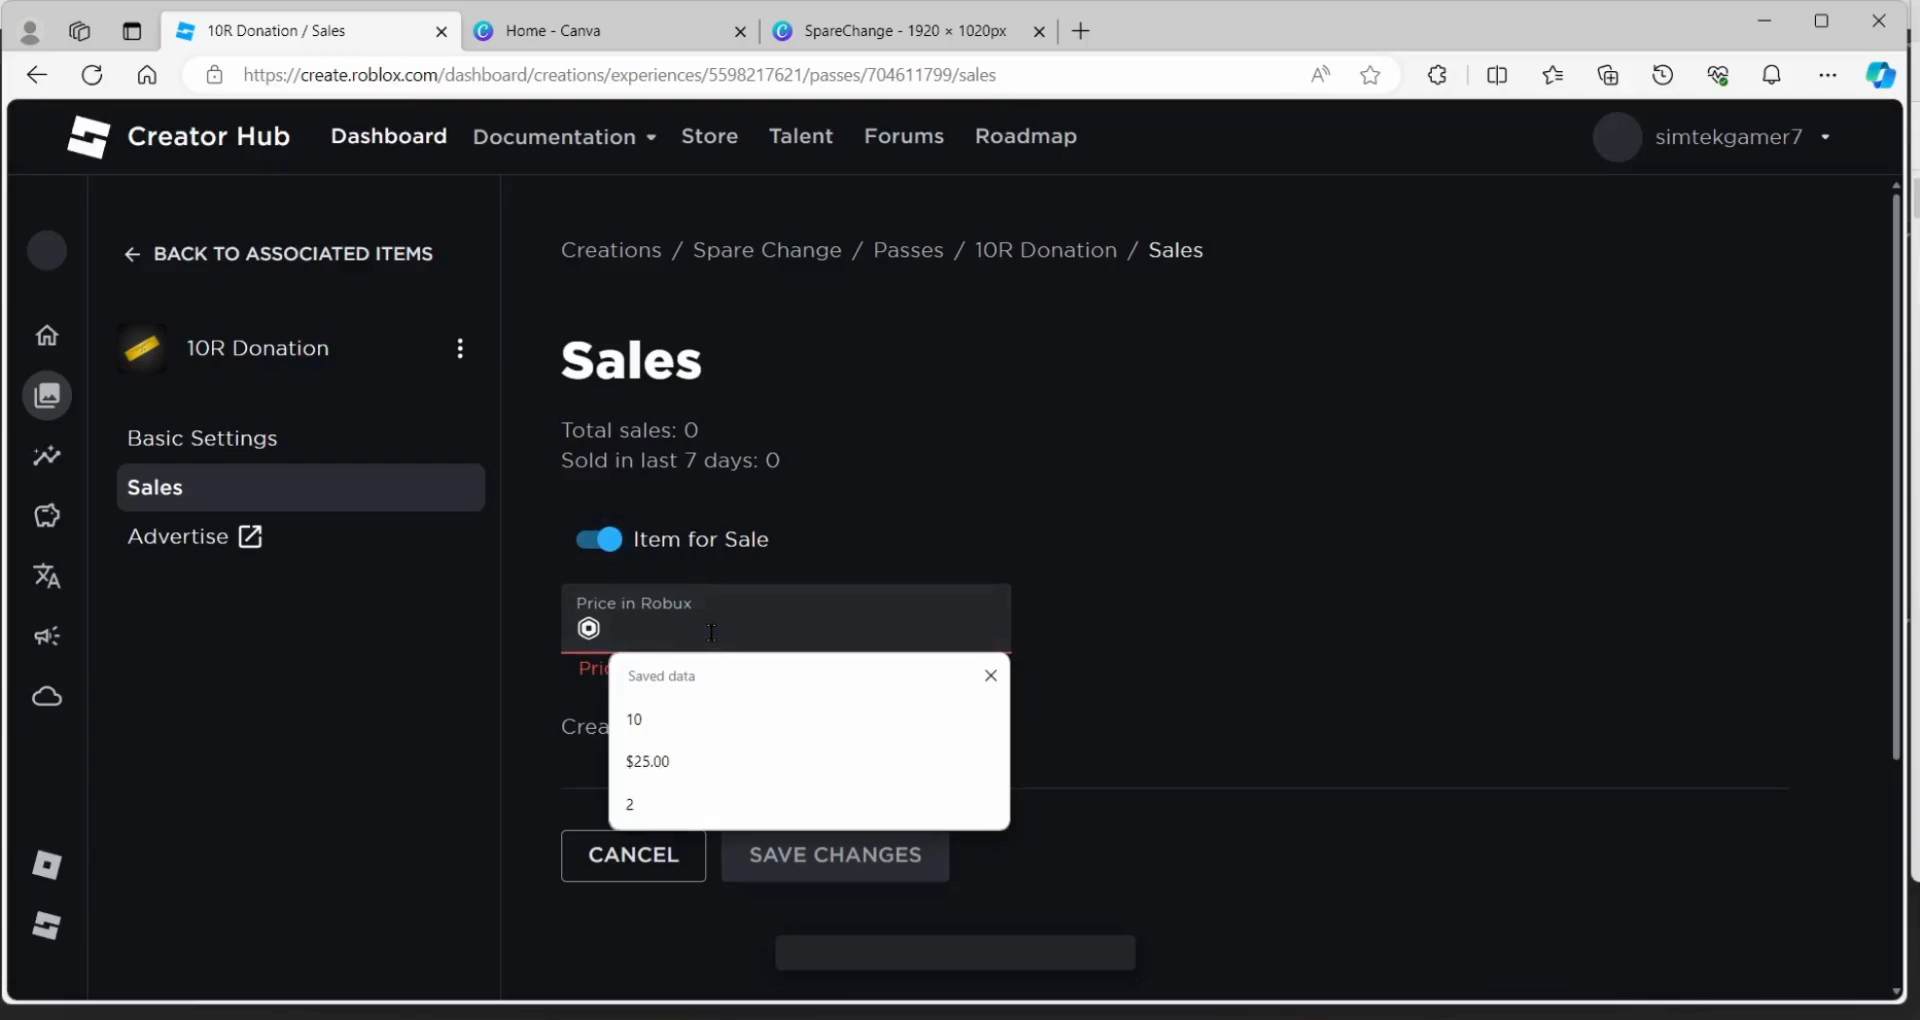 10R Donation / Sales
Home - Canva
SpareChange - 1920 × 1020px
https://create.roblox.com/dashboard/creations/experiences/5598217621/passes/704611799/sales
Creator Hub
Dashboard
Documentation
Store
Talent
Forums
Roadmap
simtekgamer7
BACK TO ASSOCIATED ITEMS
10R Donation
Basic Settings
Sales
Advertise
Creations / Spare Change / Passes / 10R Donation / Sales
Sales
Total sales: 0
Sold in last 7 days: 0
Item for Sale
Price in Robux
Saved data
10
$25.00
2
CANCEL
SAVE CHANGES